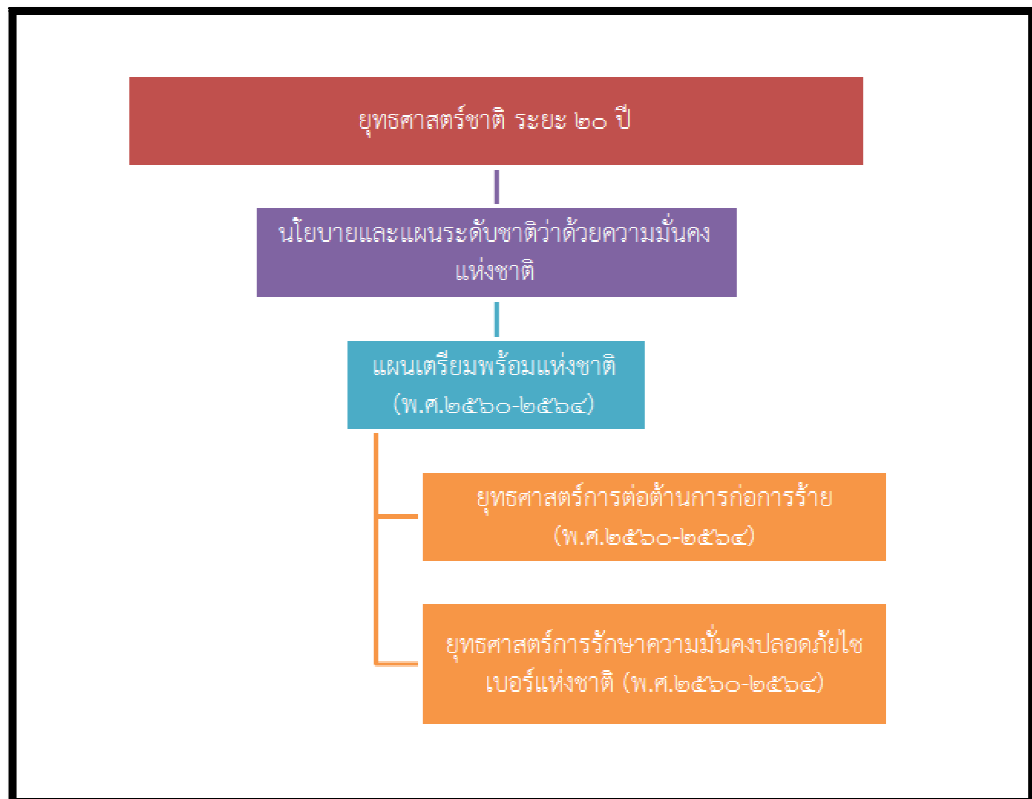 ยุทธศาสตร์ชาติ ระยะ ๒๐ ปี
นโยบายและแผนระดับชาติว่าด้วยความมั่นคง
แห่งชาติ
แผนเตรียมพร้อมแห่งชาติ
(พ.ศ.๒๕๖๐-๒๕๖๔)
ยุทธศาสตร์การต่อต้านการก่อการร้าย
(พ.ศ.๒๕๖๐-๒๕๖๔)
ยุทธศาสตร์การรักษาความมั่นคงปลอดภัยไซ
เบอร์แห่งชาติ (พ.ศ.๒๕๖๐-๒๕๖๔)